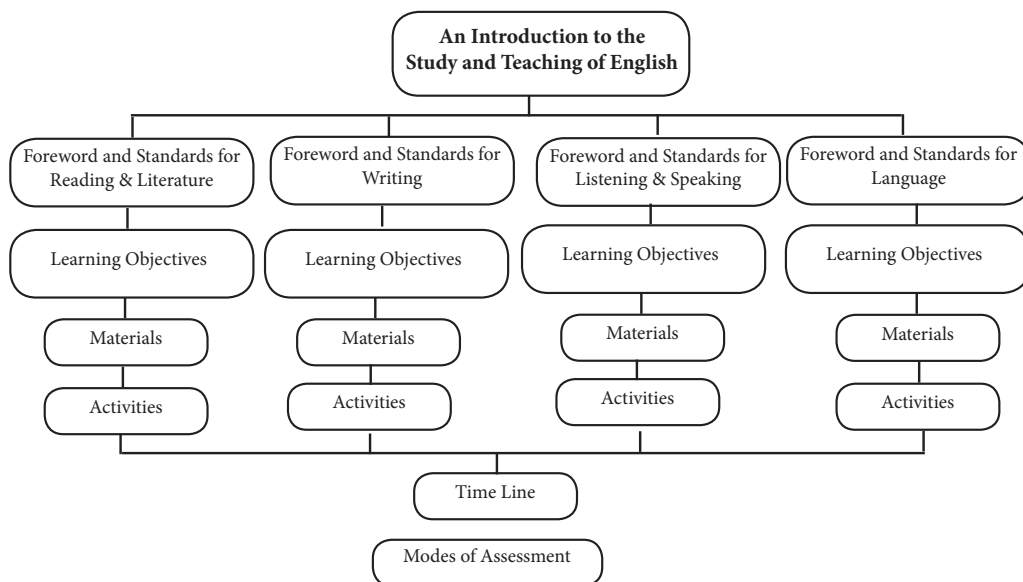 An Introduction to the
Study and Teaching of English
Foreword and Standards for
Reading & Literature
Foreword and Standards for
Writing
Foreword and Standards for
Listening & Speaking
Foreword and Standards for
Language
Learning Objectives
Learning Objectives
Learning Objectives
Learning Objectives
Materials
Materials
Materials
Materials
Activities
Activities
Activities
Activities
Time Line
Modes of Assessment